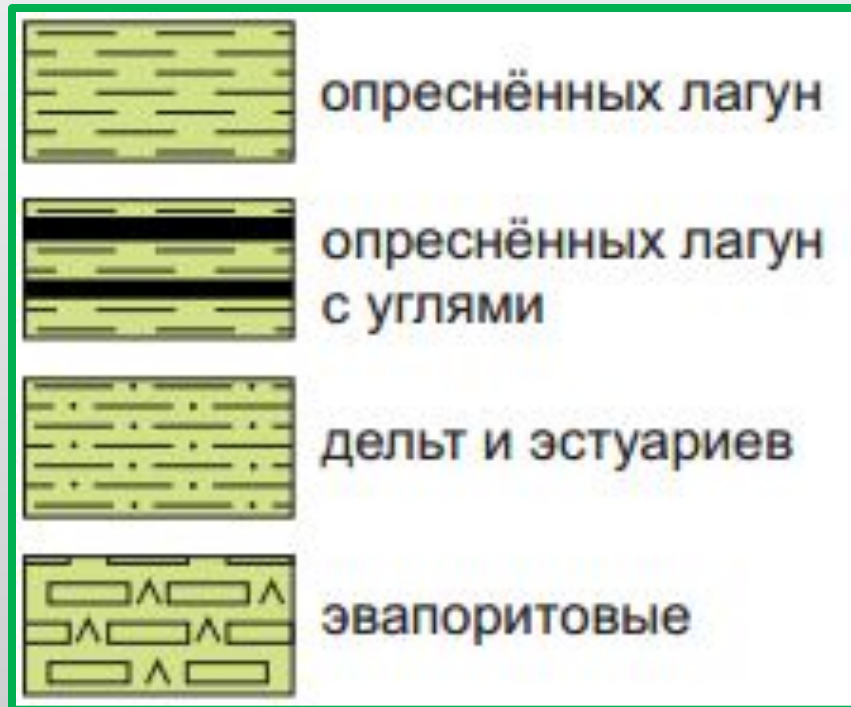 опреснённых лагун
опреснённых лагун
с углями
дельт и эстуариев
эвапоритовые